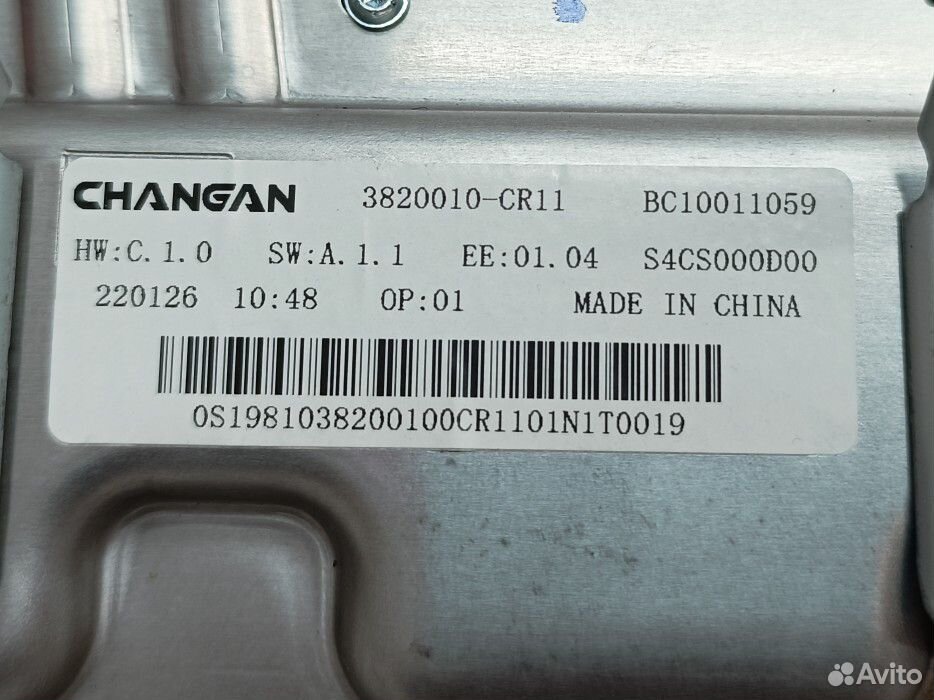 CHANGAN 3820010-CR11 BC10011059
HW:C.1.0 SW:A.1.1 EE:01.04 S4CS000D00
220126 10:48 OP:01 MADE IN CHINA
0S1981038200100CR1101N1T0019
Avito